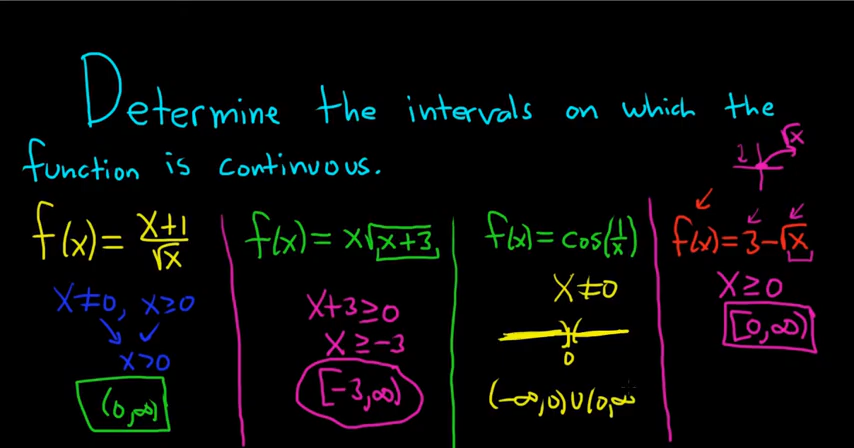 Determine the intervals on which the
function is continuous.
√x
2
f(x) = x+1/√x
x≠0, x≥0
x>0
(0,∞)
f(x) = x√x+3
x+3≥0
x≥-3
[-3,∞)
f(x) = cos(1/x)
x≠0
)(
0
(-∞,0)∪(0,∞
f(x) = 3-√x
x≥0
[0,∞)